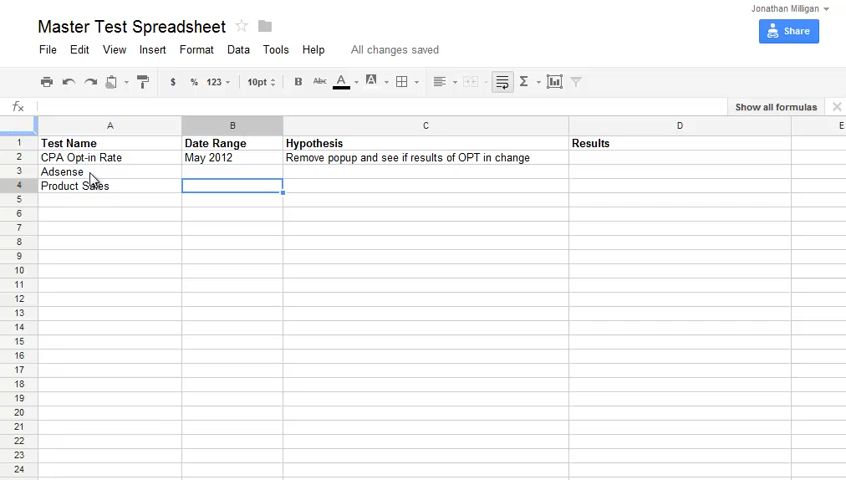 Jonathan Milligan
Master Test Spreadsheet
Share
File Edit View Insert Format Data Tools Help All changes saved
$ % 123 10pt B Abc A A Σ
fx Show all formulas
A B C D E
1 Test Name Date Range Hypothesis Results
2 CPA Opt-in Rate May 2012 Remove popup and see if results of OPT in change
3 Adsense
4 Product Sales
5
6
7
8
9
10
11
12
13
14
15
16
17
18
19
20
21
22
23
24